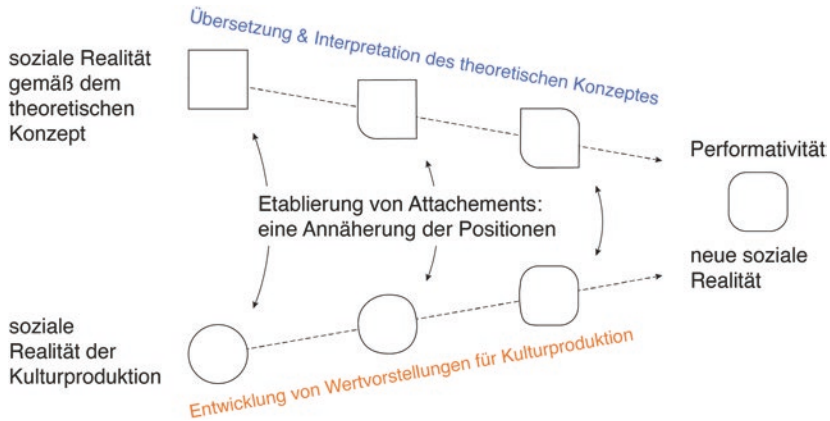 Übersetzung & Interpretation des theoretischen Konzeptes
soziale Realität
gemäß dem
theoretischen
Konzept
Performativität:
Etablierung von Attachements:
eine Annäherung der Positionen
neue soziale
Realität
soziale
Realität der
Kulturproduktion
Entwicklung von Wertvorstellungen für Kulturproduktion